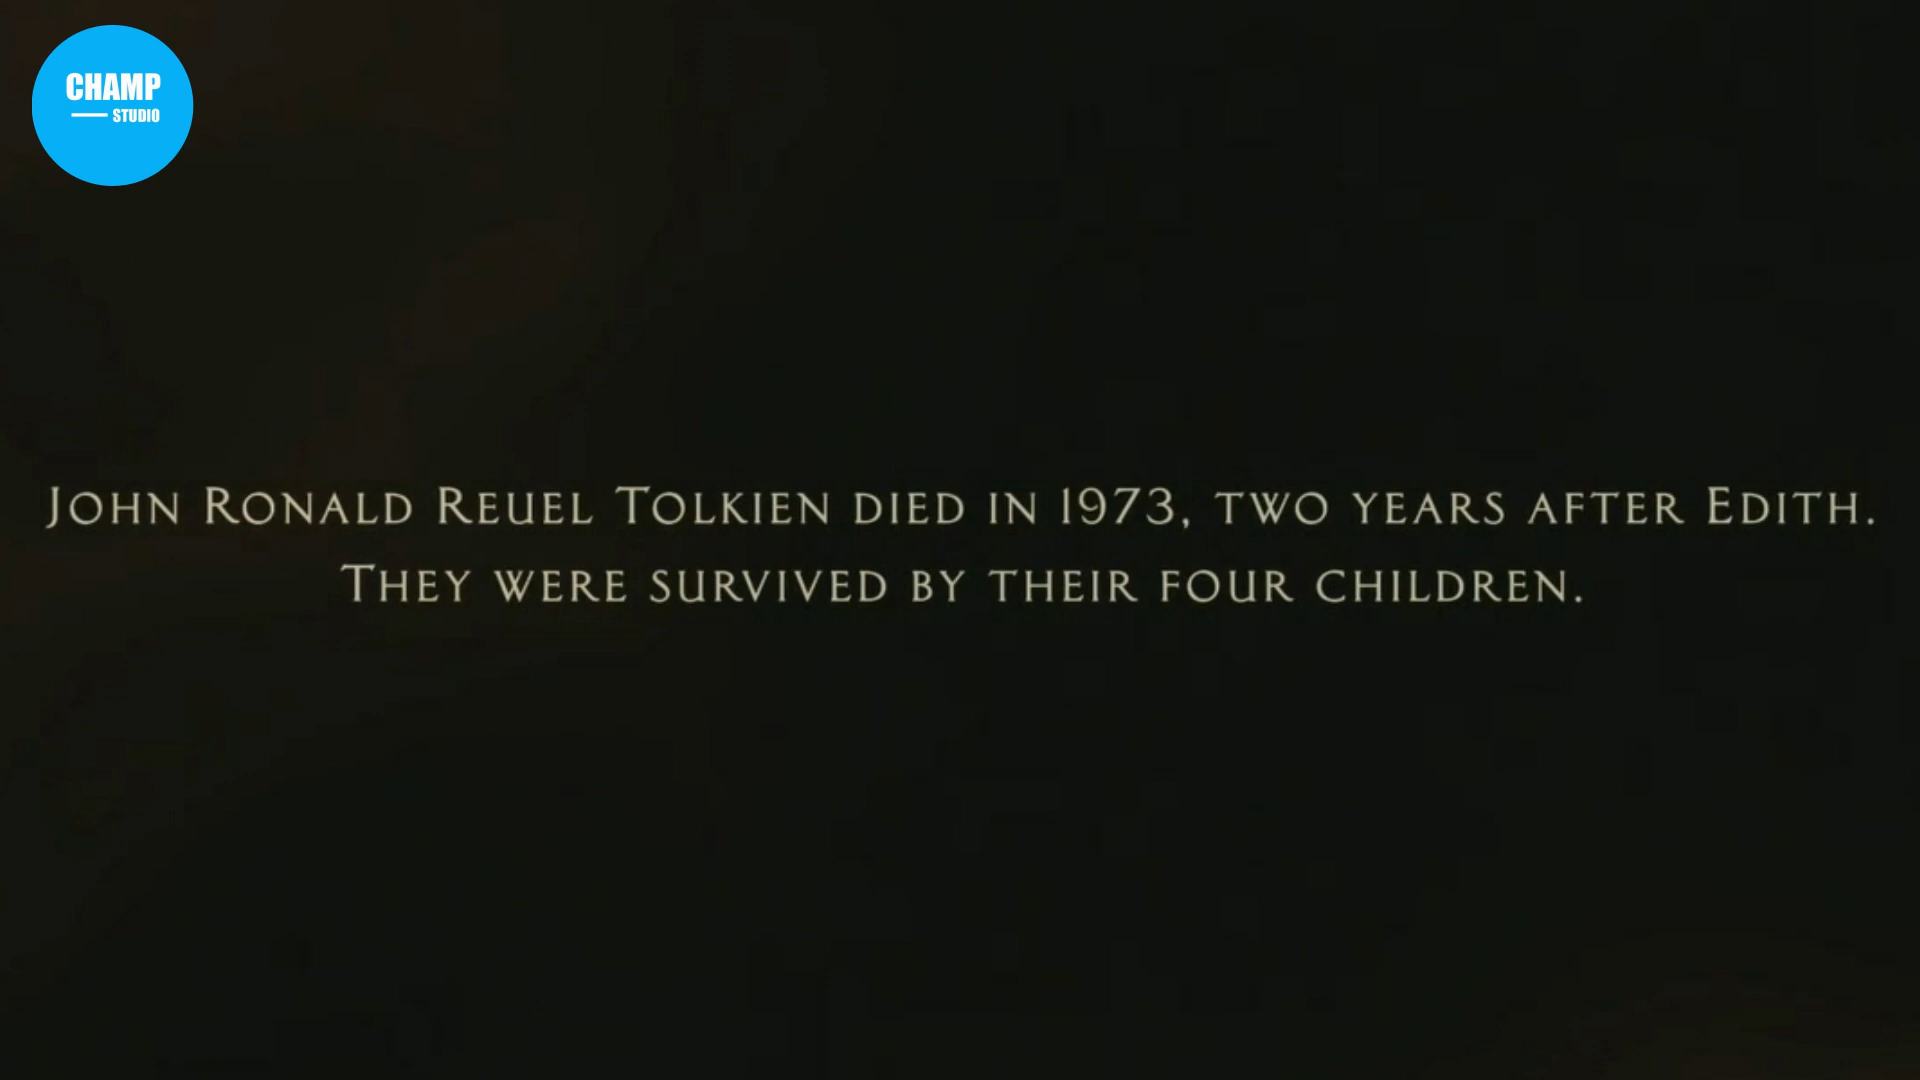 CHAMP
STUDIO
John Ronald Reuel Tolkien died in 1973, two years after Edith.
They were survived by their four children.